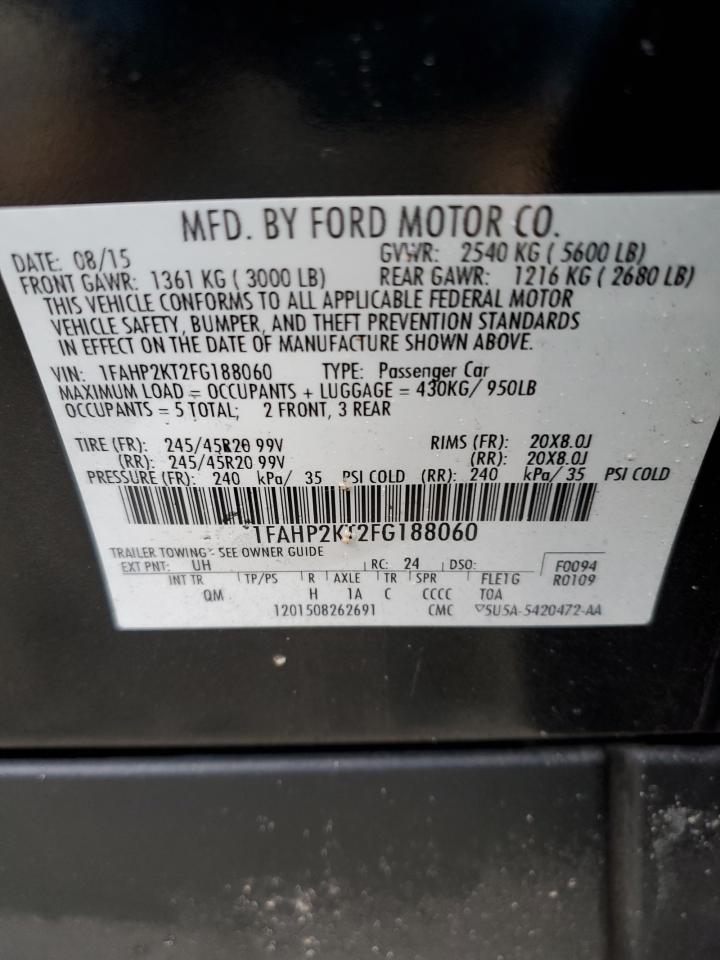 MFD. BY FORD MOTOR CO.
DATE: 08/15 GVWR: 2540 KG ( 5600 LB)
FRONT GAWR: 1361 KG ( 3000 LB) REAR GAWR: 1216 KG ( 2680 LB)
THIS VEHICLE CONFORMS TO ALL APPLICABLE FEDERAL MOTOR
VEHICLE SAFETY, BUMPER, AND THEFT PREVENTION STANDARDS
IN EFFECT ON THE DATE OF MANUFACTURE SHOWN ABOVE.
VIN: 1FAHP2KT2FG188060 TYPE: Passenger Car
MAXIMUM LOAD = OCCUPANTS + LUGGAGE = 430KG/ 950LB
OCCUPANTS = 5 TOTAL; 2 FRONT, 3 REAR
TIRE (FR): 245/45R20 99V RIMS (FR): 20X8.0J
(RR): 245/45R20 99V (RR): 20X8.0J
PRESSURE (FR): 240 kPa/ 35 PSI COLD (RR): 240 kPa/ 35 PSI COLD
1FAHP2KT2FG188060
TRAILER TOWING - SEE OWNER GUIDE
EXT PNT: UH RC: 24 DSO: F0094
INT TR TP/PS R AXLE TR SPR FLE1G R0109
QM H 1A C CCCC TOA
1201508262691 CMC ▽5U5A-5420472-AA